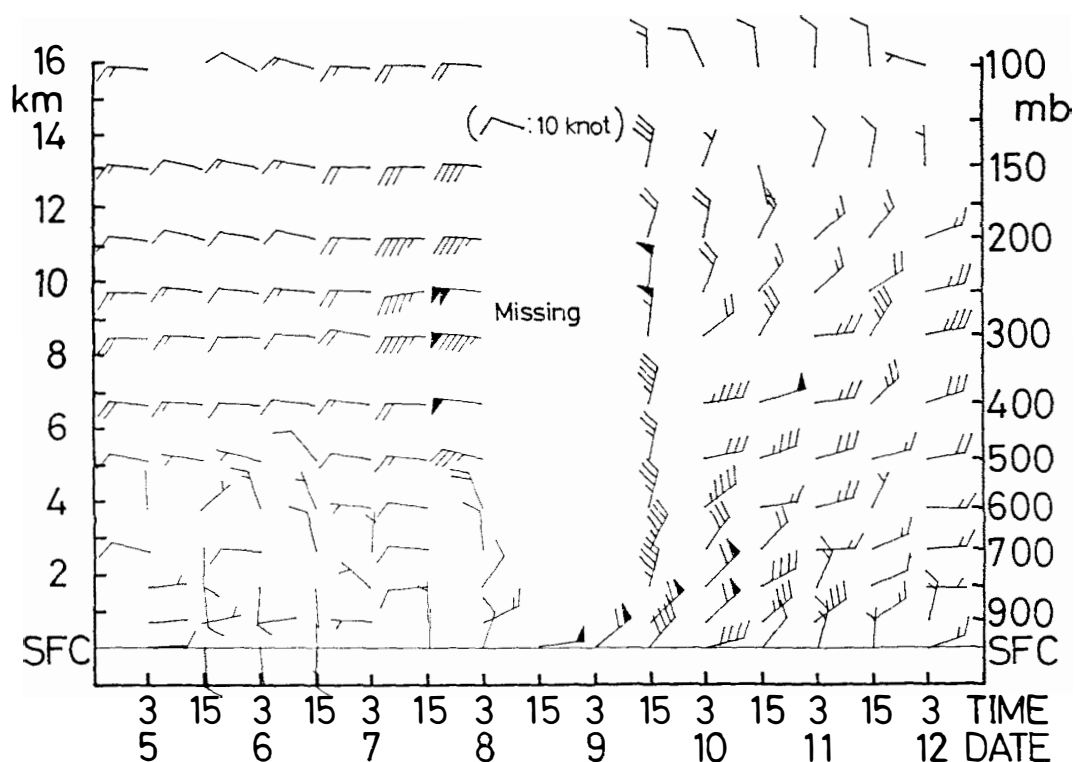 16
km
14
12
10
8
6
4
2
SFC
( :10 knot)
Missing
100
mb
150
200
300
400
500
600
700
900
SFC
3 15 3 15 3 15 3 15 3 15 3 15 3 15 3 TIME
5 6 7 8 9 10 11 12 DATE